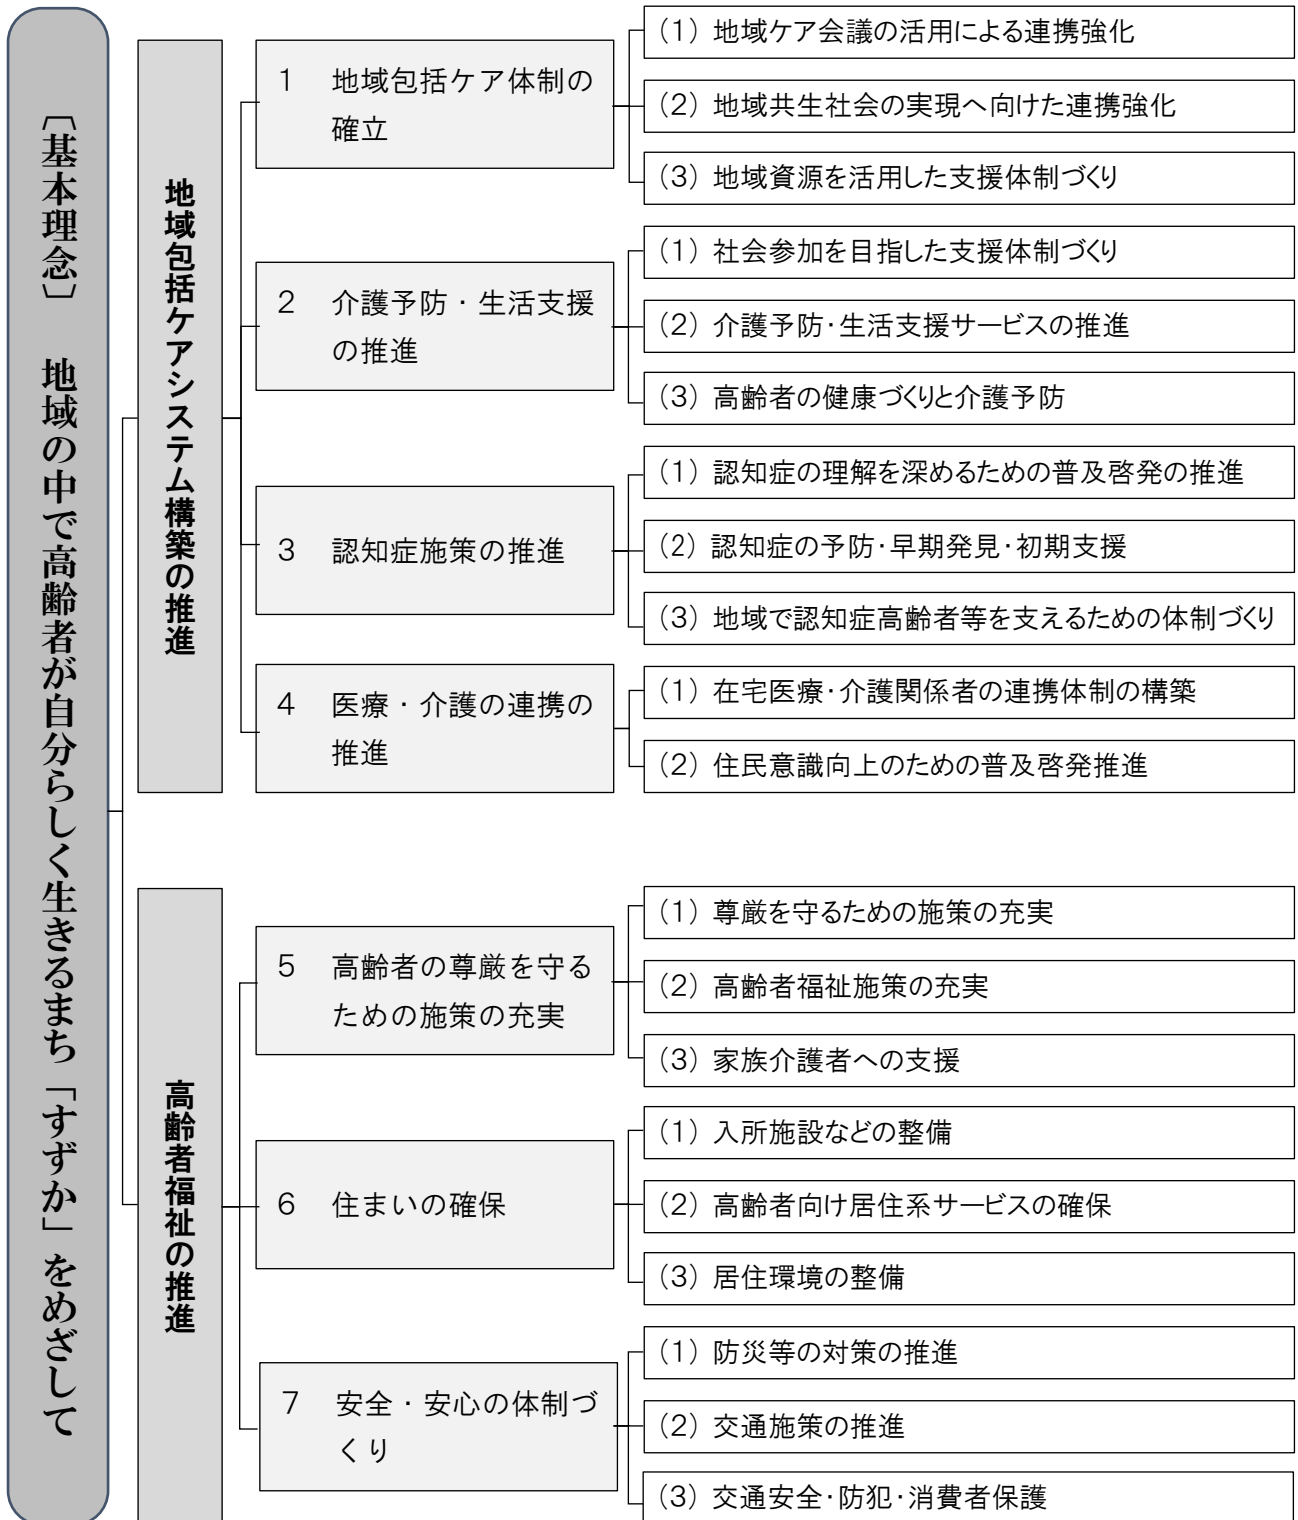 〔基本理念〕　地域の中で高齢者が自分らしく生きるまち「すずか」をめざして
地域包括ケアシステム構築の推進
1　地域包括ケア体制の
確立
(1) 地域ケア会議の活用による連携強化
(2) 地域共生社会の実現へ向けた連携強化
(3) 地域資源を活用した支援体制づくり
2　介護予防・生活支援
の推進
(1) 社会参加を目指した支援体制づくり
(2) 介護予防・生活支援サービスの推進
(3) 高齢者の健康づくりと介護予防
3　認知症施策の推進
(1) 認知症の理解を深めるための普及啓発の推進
(2) 認知症の予防・早期発見・初期支援
(3) 地域で認知症高齢者等を支えるための体制づくり
4　医療・介護の連携の
推進
(1) 在宅医療・介護関係者の連携体制の構築
(2) 住民意識向上のための普及啓発推進
高齢者福祉の推進
5　高齢者の尊厳を守る
ための施策の充実
(1) 尊厳を守るための施策の充実
(2) 高齢者福祉施策の充実
(3) 家族介護者への支援
6　住まいの確保
(1) 入所施設などの整備
(2) 高齢者向け居住系サービスの確保
(3) 居住環境の整備
7　安全・安心の体制づ
くり
(1) 防災等の対策の推進
(2) 交通施策の推進
(3) 交通安全・防犯・消費者保護